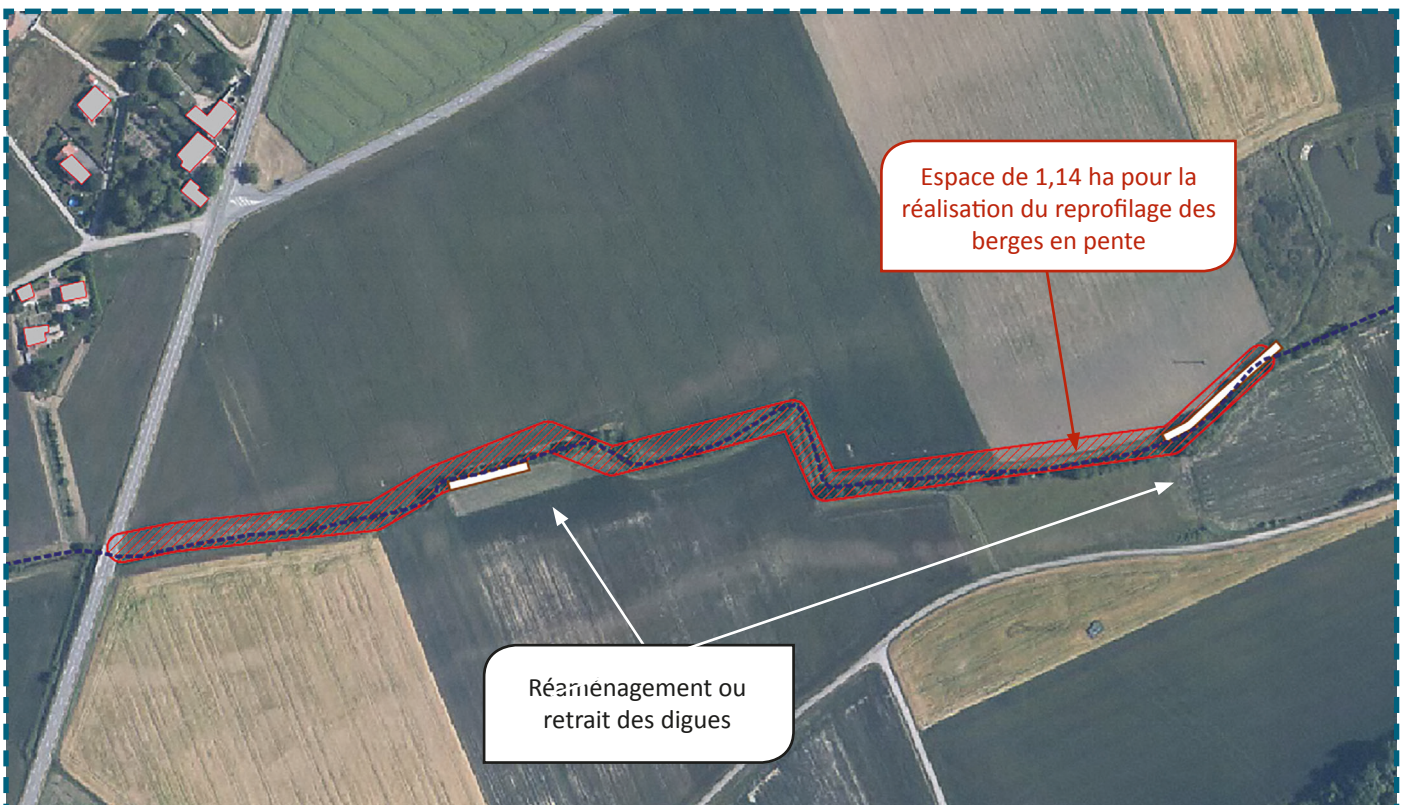 Espace de 1,14 ha pour la
réalisation du reprofilage des
berges en pente
Réaménagement ou
retrait des digues